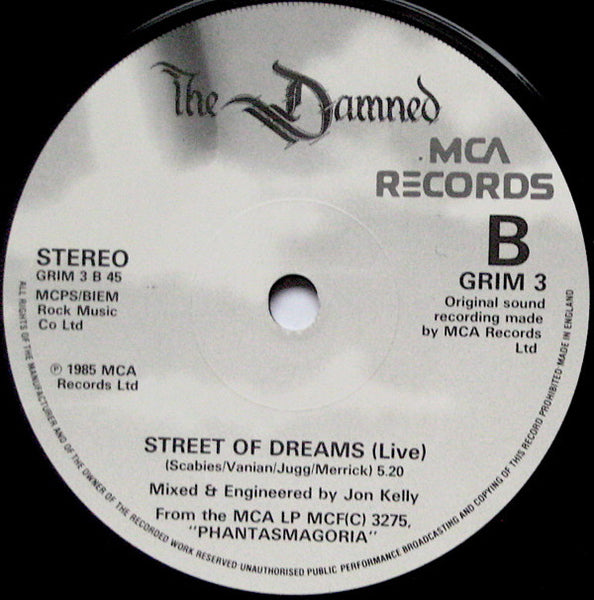 The Damned
MCA
RECORDS
B
GRIM 3
Original sound
recording made
by MCA Records
Ltd
STEREO
GRIM 3 B 45
MCPS/BIEM
Rock Music
Co Ltd
℗ 1985 MCA
Records Ltd
STREET OF DREAMS (Live)
(Scabies/Vanian/Jugg/Merrick) 5.20
Mixed & Engineered by Jon Kelly
From the MCA LP MCF(C) 3275,
"PHANTASMAGORIA"
ALL RIGHTS OF THE MANUFACTURER AND OF THE OWNER OF THE RECORDED WORK RESERVED UNAUTHORISED PUBLIC PERFORMANCE BROADCASTING AND COPYING OF THIS RECORD PROHIBITED MADE IN ENGLAND